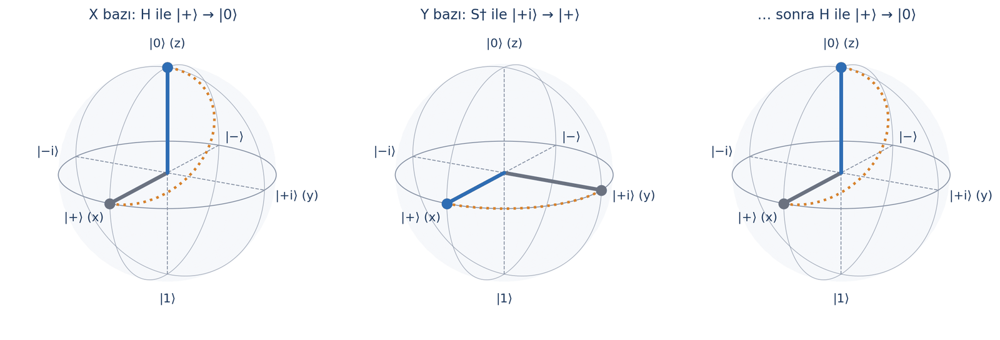 X bazı: H ile |+⟩ → |0⟩
|0⟩ (z)
|−⟩
|−i⟩
|+i⟩ (y)
|+⟩ (x)
|1⟩
Y bazı: S† ile |+i⟩ → |+⟩
|0⟩ (z)
|−⟩
|−i⟩
|+i⟩ (y)
|+⟩ (x)
|1⟩
... sonra H ile |+⟩ → |0⟩
|0⟩ (z)
|−⟩
|−i⟩
|+i⟩ (y)
|+⟩ (x)
|1⟩